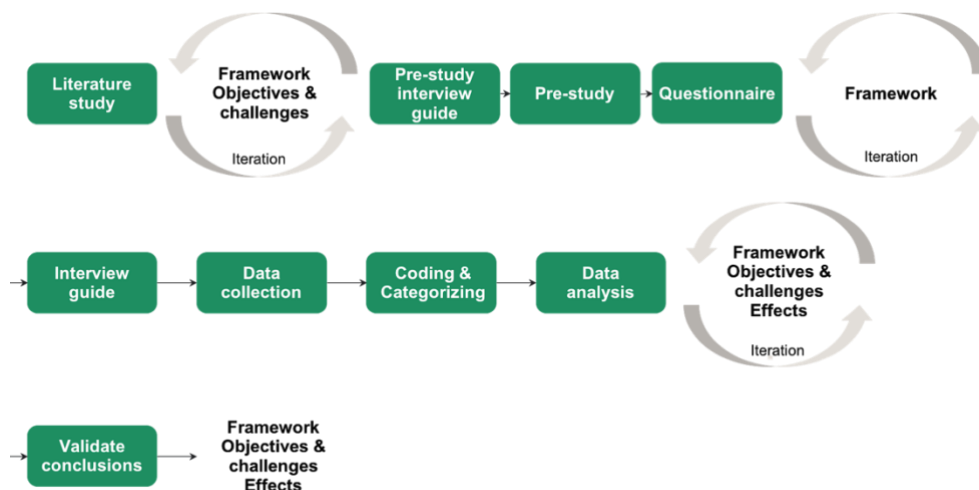 Literature
study
Framework
Objectives &
challenges
Iteration
Pre-study
interview
guide
Pre-study
Questionnaire
Framework
Iteration
Interview
guide
Data
collection
Coding &
Categorizing
Data
analysis
Framework
Objectives &
challenges
Effects
Iteration
Validate
conclusions
Framework
Objectives &
challenges
Effects